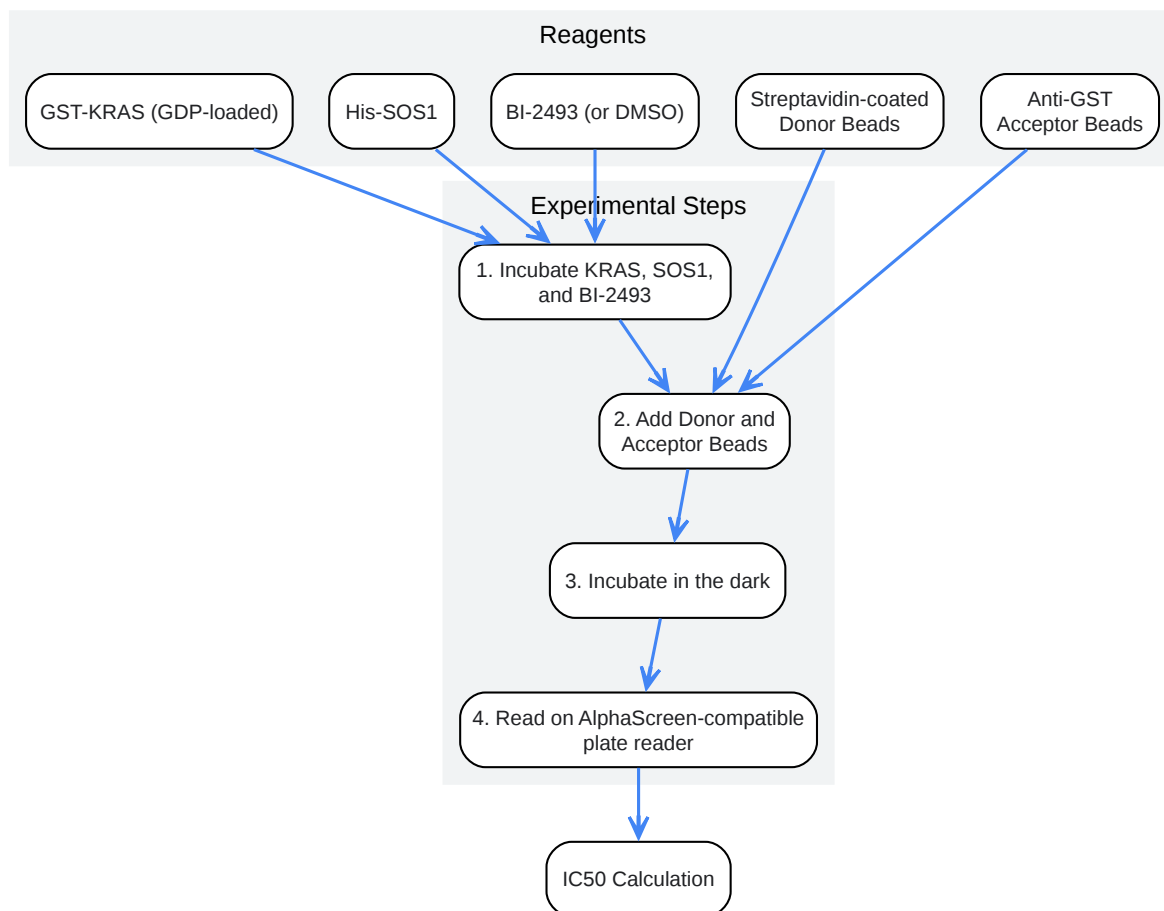 Reagents
GST-KRAS (GDP-loaded)
His-SOS1
BI-2493 (or DMSO)
Streptavidin-coated
Donor Beads
Anti-GST
Acceptor Beads
Experimental Steps
1. Incubate KRAS, SOS1,
and BI-2493
2. Add Donor and
Acceptor Beads
3. Incubate in the dark
4. Read on AlphaScreen-compatible
plate reader
IC50 Calculation